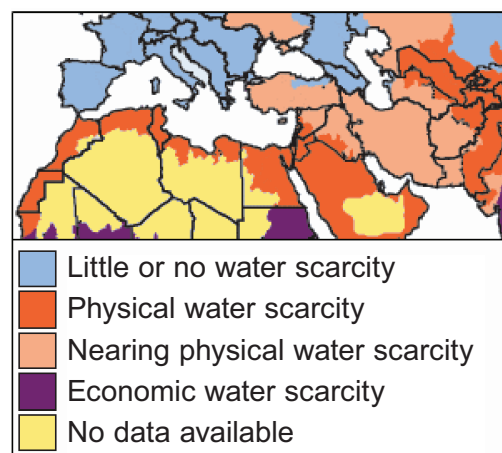 Little or no water scarcity
Physical water scarcity
Nearing physical water scarcity
Economic water scarcity
No data available